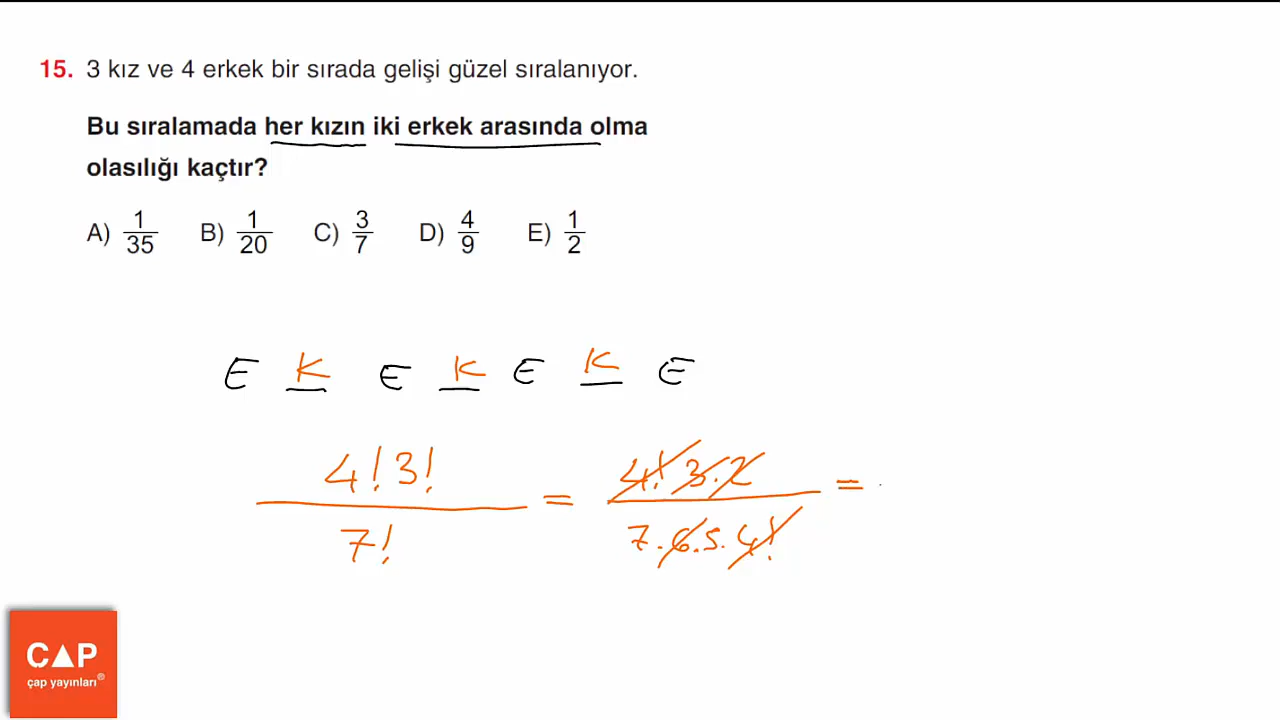 15. 3 kız ve 4 erkek bir sırada gelişi güzel sıralanıyor.
Bu sıralamada her kızın iki erkek arasında olma
olasılığı kaçtır?
A) 1/35 B) 1/20 C) 3/7 D) 4/9 E) 1/2
E K E K E K E
4! 3! / 7! = 4! 3.2 / 7.6.5.4! =
ÇAP
çap yayınları®